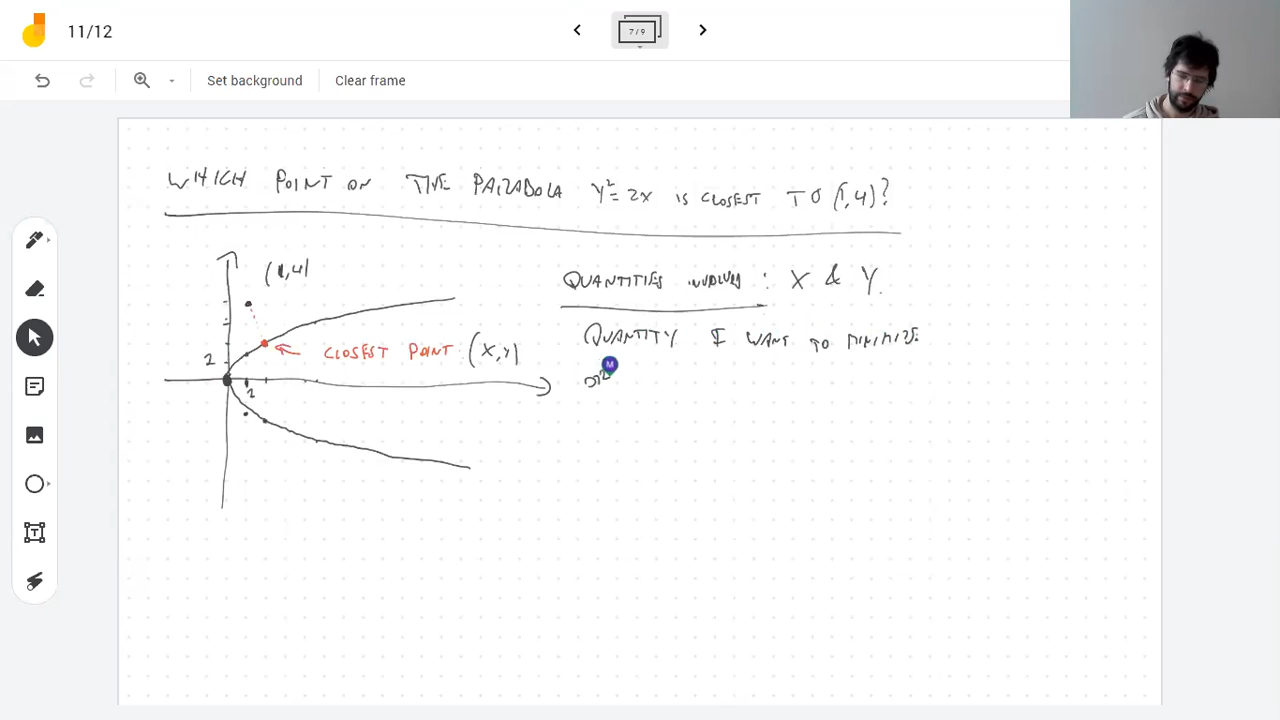 11/12
7/9
Set background
Clear frame
WHICH POINT ON THE PARABOLA Y²=2X IS CLOSEST TO (1,4)?
(1,4)
QUANTITIES INVOLVED : X & Y
QUANTITY I WANT TO MINIMIZE:
2
CLOSEST POINT (X,Y)
2
M